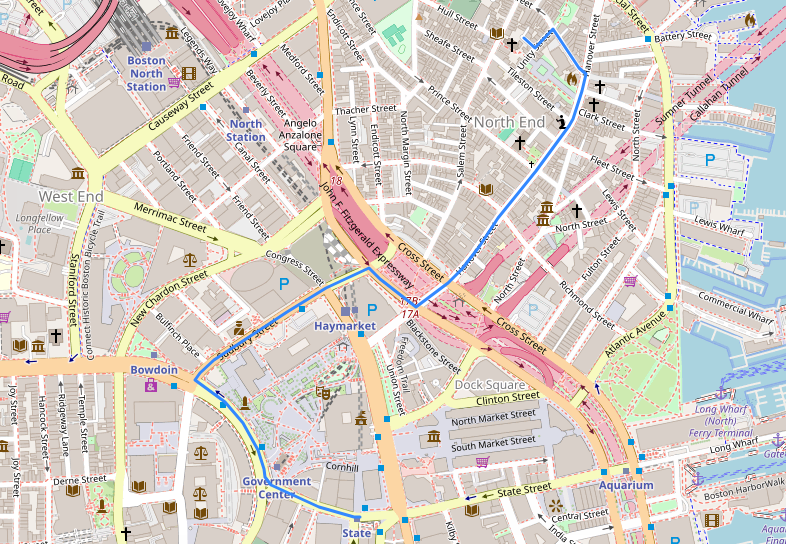 Lovejoy Wharf
Lovejoy Place
Legends Way
Beverly Street
Medford Street
Endicott Street
Hull Street
Sheafe Street
Unity Street
Hanover Street
Battery Street
Boston
North
Station
Road
Causeway Street
Prince Street
Tileston Street
Sumner Tunnel
Callahan Tunnel
Thacher Street
North
Station
Angelo
Anzalone
Square
Lynn Street
Endicott Street
North Margin Street
Salem Street
North End
Clark Street
North Street
Friend Street
Canal Street
Portland Street
Fleet Street
18
West End
Longfellow
Place
Merrimac Street
Friend Street
John F. Fitzgerald Expressway
Lewis Street
Lewis Wharf
Staniford Street
Connect Historic Boston Bicycle Trail
Congress Street
Cross Street
Hanover Street
North Street
Fulton Street
New Chardon Street
North Street
Richmond Street
Commercial Wharf
17B
17A
Bulfinch Place
Sudbury Street
Haymarket
Blackstone Street
Cross Street
Atlantic Avenue
Bowdoin
Freedom Trail
Union Street
Dock Square
Clinton Street
Joy Street
Hancock Street
Ridgeway Lane
Temple Street
North Market Street
South Market Street
Long Wharf
(North)
Ferry Terminal
Long Wharf
Joy Street
Derne Street
Cornhill
Government
Center
State Street
Aquarium
Boston HarborWalk
State
Kilby
India Street
Central Street